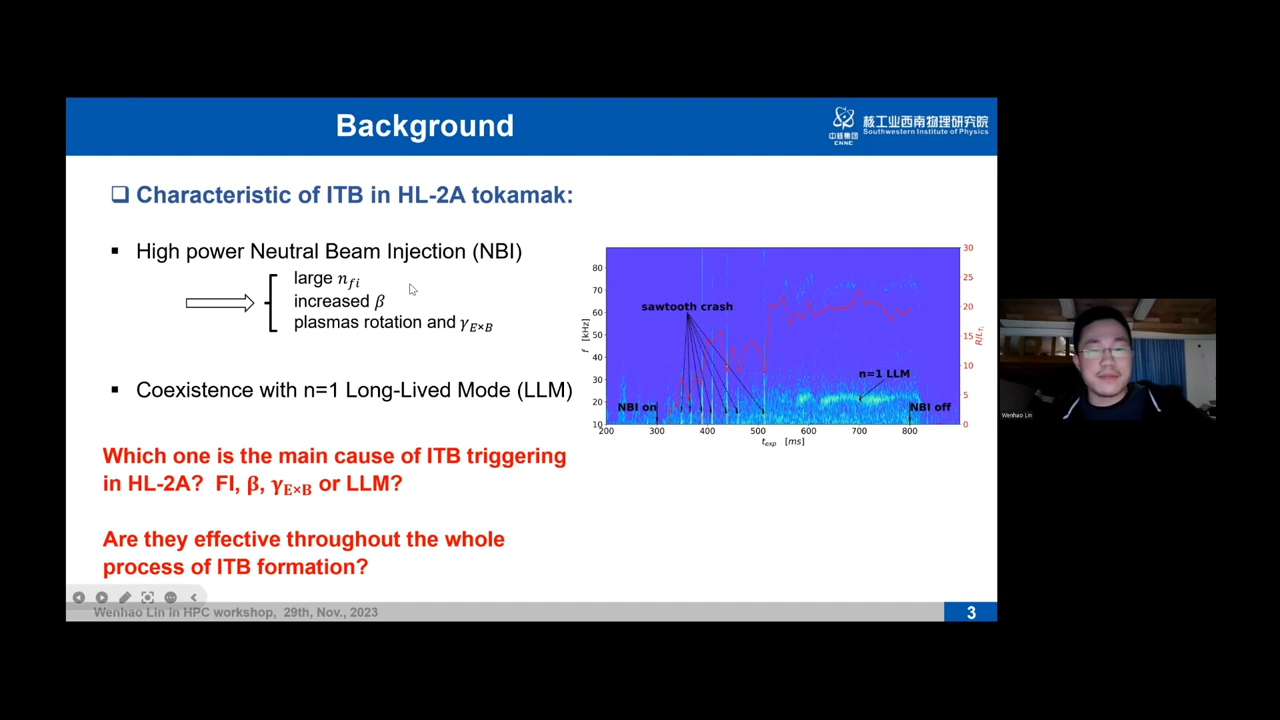 Background
核工业西南物理研究院
Southwestern Institute of Physics
中核集团
CNNC
❑ Characteristic of ITB in HL-2A tokamak:
▪ High power Neutral Beam Injection (NBI)
large n_fi
increased β
plasmas rotation and γ_E×B
▪ Coexistence with n=1 Long-Lived Mode (LLM)
Which one is the main cause of ITB triggering
in HL-2A? FI, β, γ_E×B or LLM?
Are they effective throughout the whole
process of ITB formation?
f [kHz]
80
70
60
50
40
30
20
10
sawtooth crash
n=1 LLM
NBI on
NBI off
200 300 400 500 600 700 800 900
t_exp [ms]
30
25
20
15
10
5
0
R/L_Ti
Wenhao Lin in HPC workshop, 29th, Nov., 2023
3
Wenhao Lin